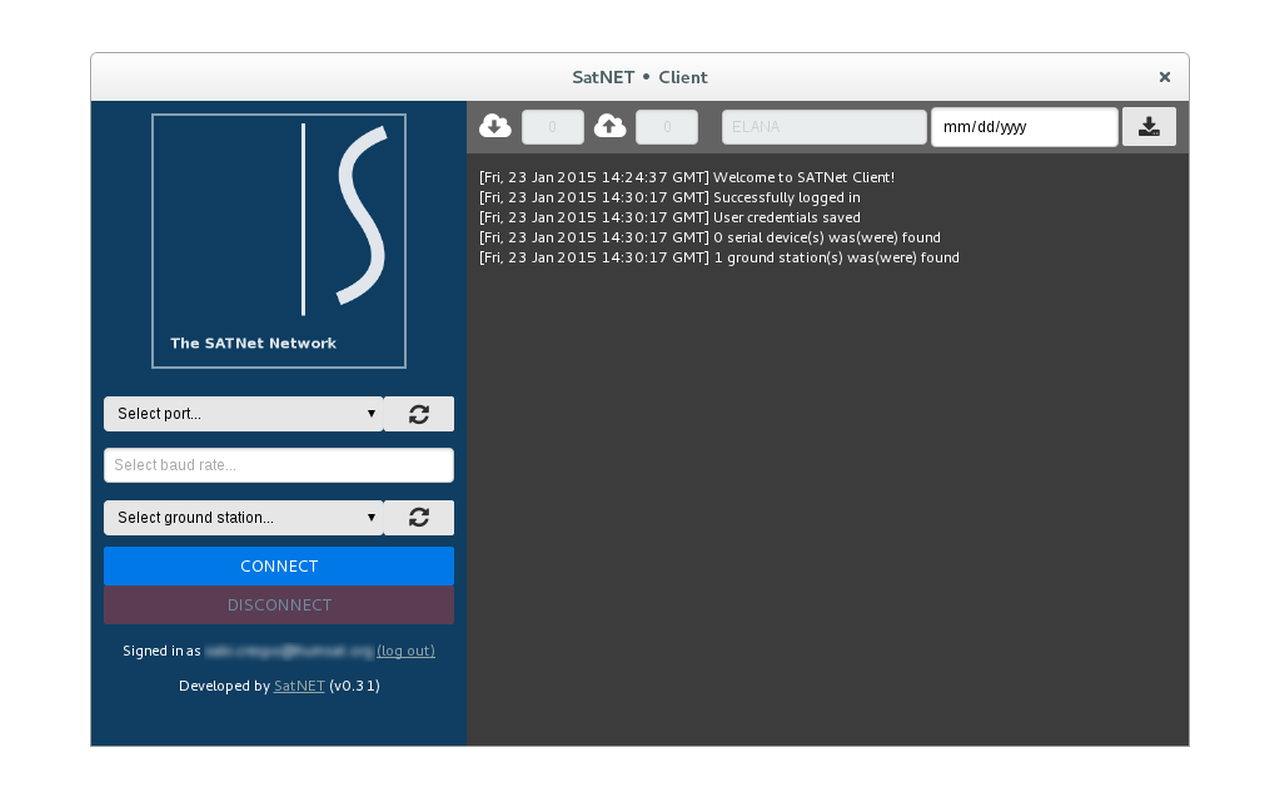 SatNET • Client
The SATNet Network
Select port...
Select baud rate...
Select ground station...
CONNECT
DISCONNECT
Signed in as (log out)
Developed by SatNET (v0.31)
0 0 ELANA mm/dd/yyyy
[Fri, 23 Jan 2015 14:24:37 GMT] Welcome to SATNet Client!
[Fri, 23 Jan 2015 14:30:17 GMT] Successfully logged in
[Fri, 23 Jan 2015 14:30:17 GMT] User credentials saved
[Fri, 23 Jan 2015 14:30:17 GMT] 0 serial device(s) was(were) found
[Fri, 23 Jan 2015 14:30:17 GMT] 1 ground station(s) was(were) found